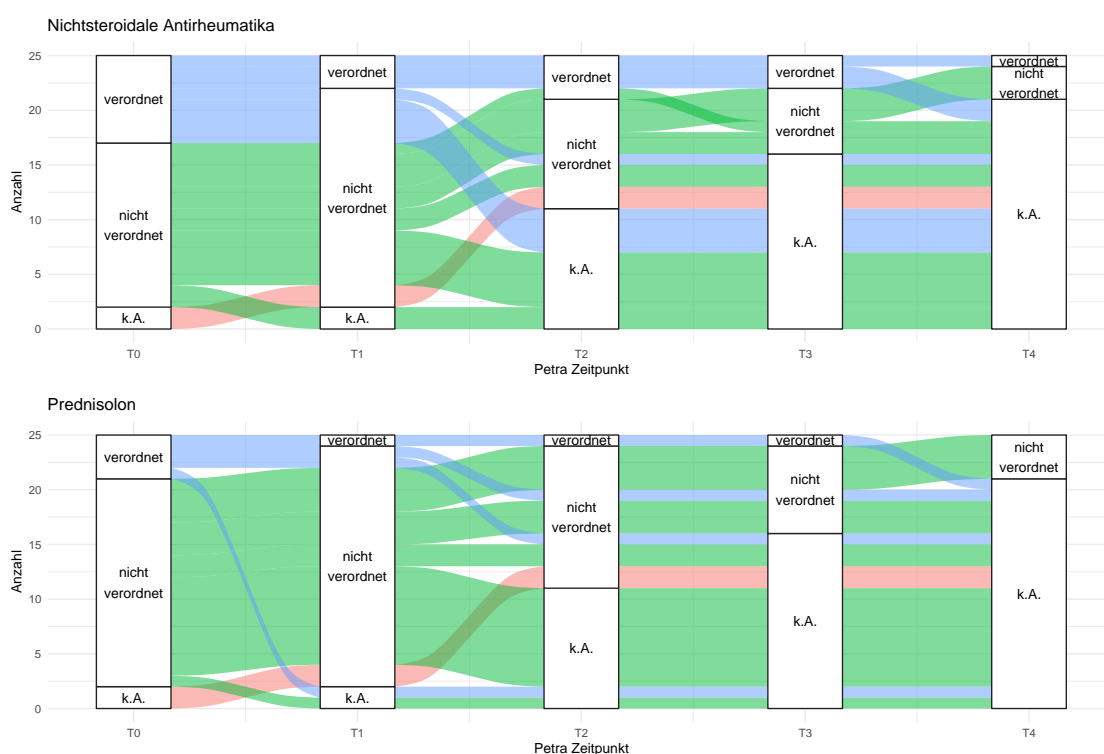 Nichtsteroidale Antirheumatika
25
20
15
10
5
0
Anzahl
verordnet
nicht
verordnet
k.A.
verordnet
nicht
verordnet
k.A.
verordnet
nicht
verordnet
k.A.
verordnet
nicht
verordnet
k.A.
verordnet
nicht
verordnet
k.A.
T0 T1 T2 T3 T4
Petra Zeitpunkt
Prednisolon
25
20
15
10
5
0
Anzahl
verordnet
nicht
verordnet
k.A.
verordnet
nicht
verordnet
k.A.
verordnet
nicht
verordnet
k.A.
verordnet
nicht
verordnet
k.A.
nicht
verordnet
k.A.
T0 T1 T2 T3 T4
Petra Zeitpunkt